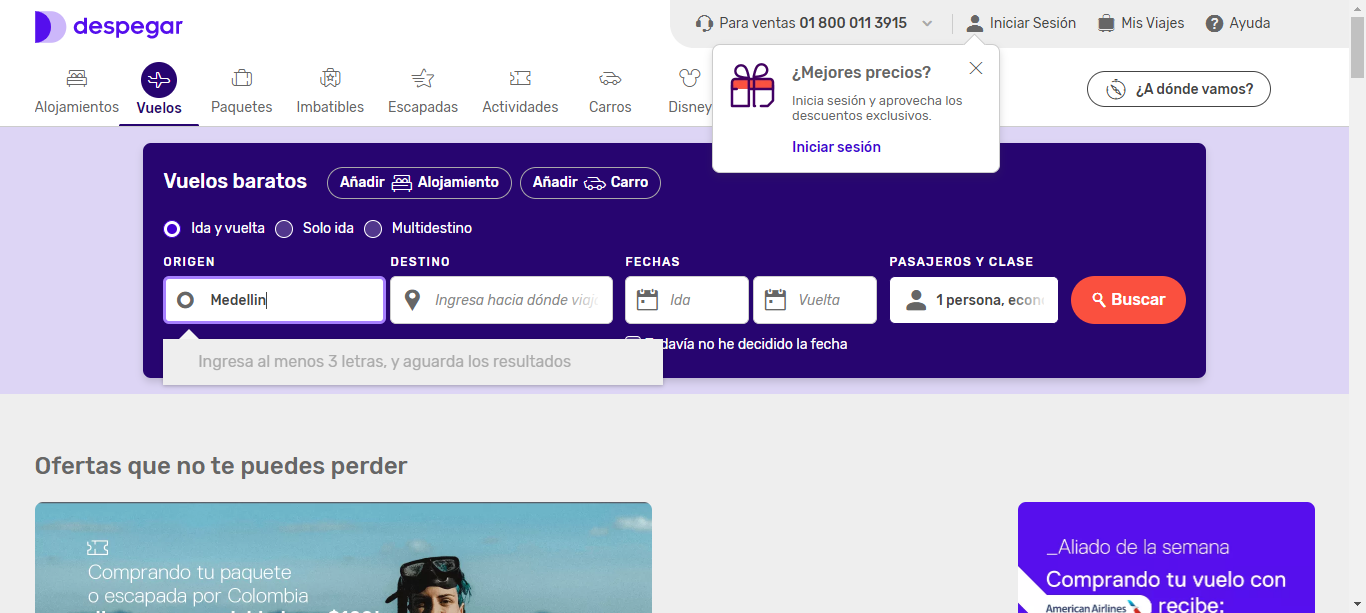 despegar
Para ventas 01 800 011 3915
Iniciar Sesión
Mis Viajes
Ayuda
Alojamientos
Vuelos
Paquetes
Imbatibles
Escapadas
Actividades
Carros
Disney
¿Mejores precios?
Inicia sesión y aprovecha los
descuentos exclusivos.
Iniciar sesión
¿A dónde vamos?
Vuelos baratos
Añadir Alojamiento
Añadir Carro
Ida y vuelta
Solo ida
Multidestino
ORIGEN
DESTINO
FECHAS
PASAJEROS Y CLASE
Medellin
Ingresa hacia dónde viaj
Ida
Vuelta
1 persona, econ
Buscar
Ingresa al menos 3 letras, y aguarda los resultados
davía no he decidido la fecha
Ofertas que no te puedes perder
Comprando tu paquete
o escapada por Colombia
_Aliado de la semana
Comprando tu vuelo con
American Airlines recibe: